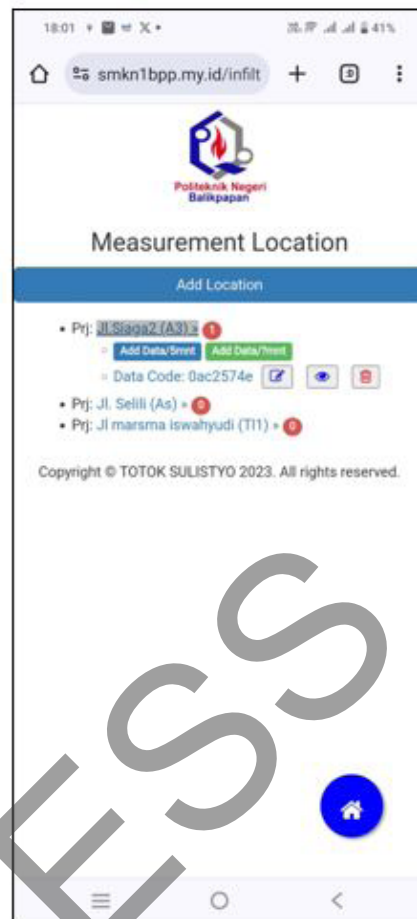 18:01
41%
smkn1bpp.my.id/infilt
Politeknik Negeri
Balikpapan
Measurement Location
Add Location
• Prj: Jl.Siaga2 (A3) » 1
Add Data/5mnt Add Data/?mnt
Data Code: 0ac2574e
• Prj: Jl. Selili (As) » 0
• Prj: Jl marsma iswahyudi (TI1) » 0
Copyright © TOTOK SULISTYO 2023. All rights reserved.
ESS